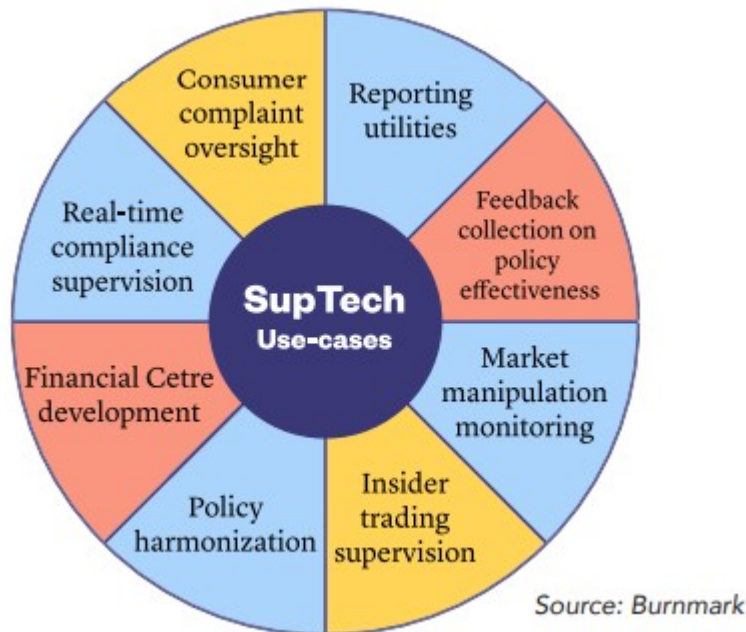 Consumer
complaint
oversight
Reporting
utilities
Feedback
collection on
policy
effectiveness
Market
manipulation
monitoring
Insider
trading
supervision
Policy
harmonization
Financial Cetre
development
Real-time
compliance
supervision
SupTech
Use-cases
Source: Burnmark